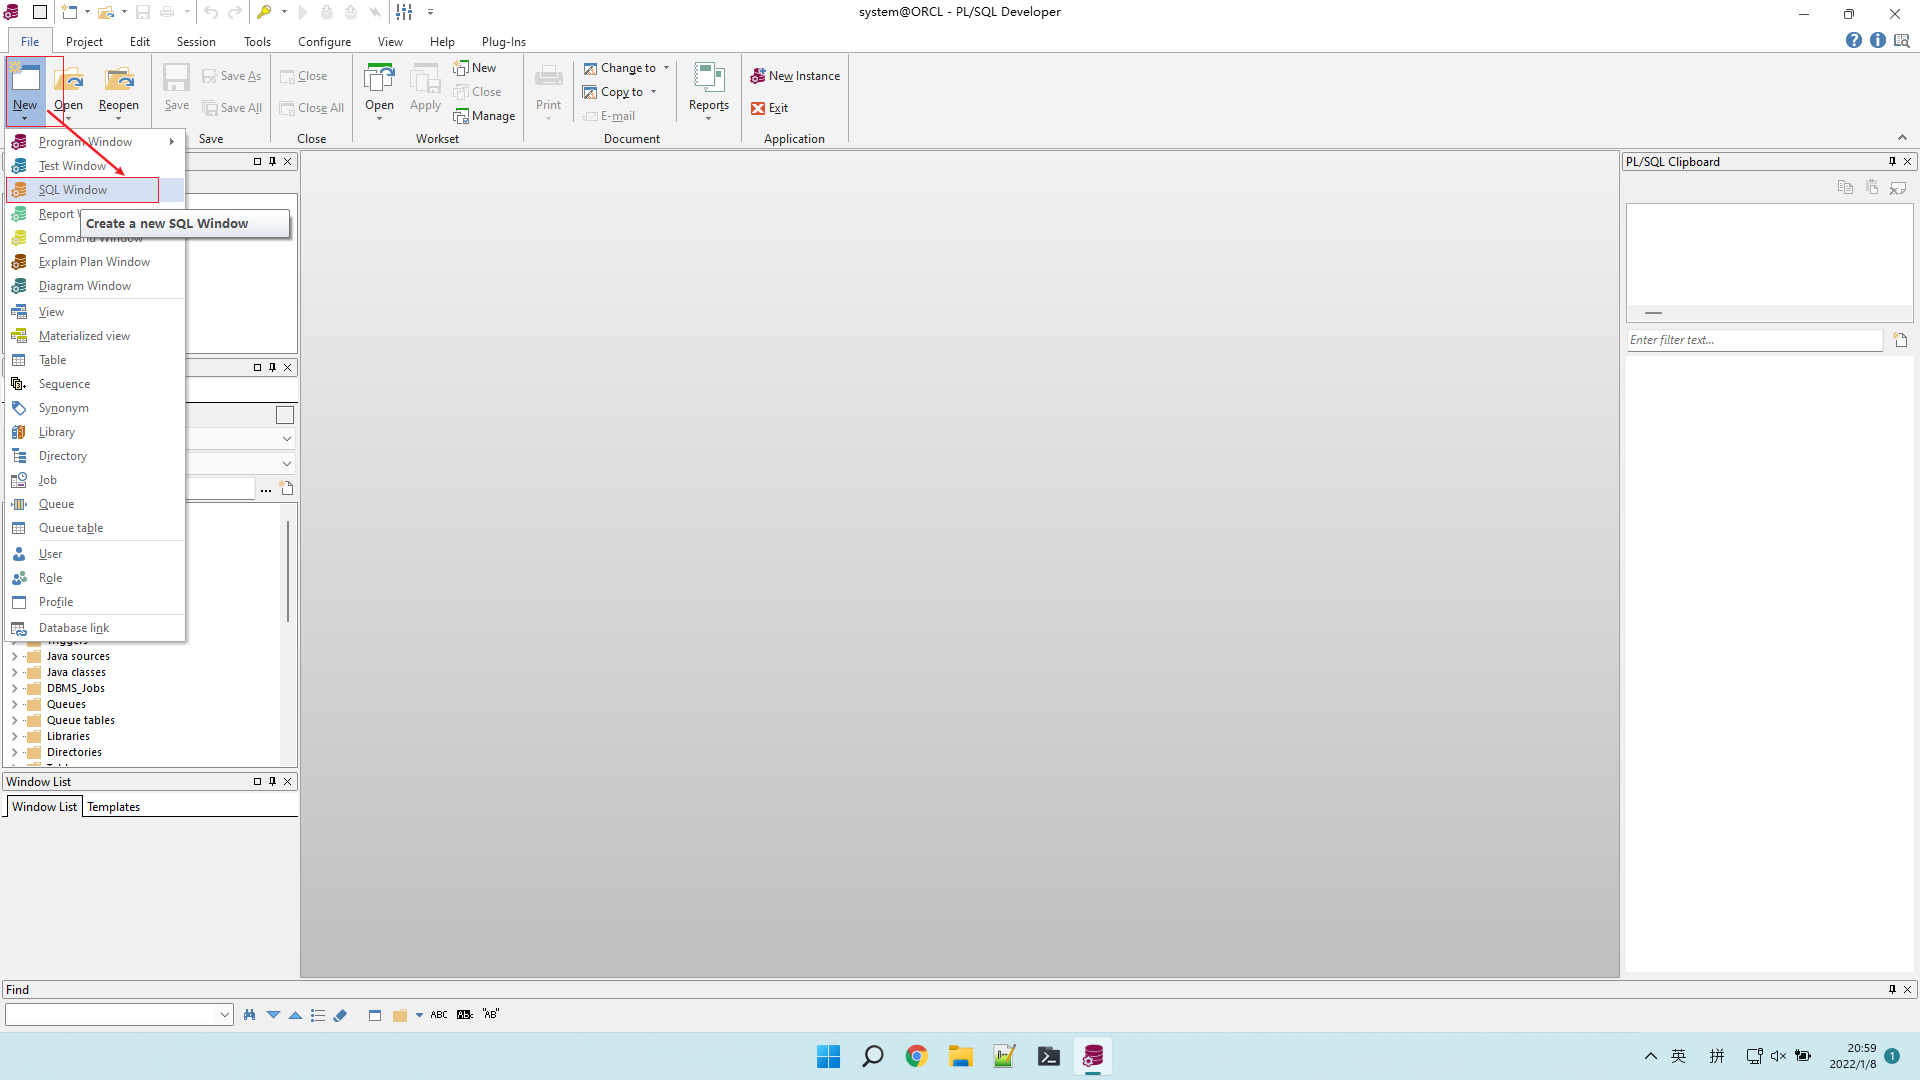 system@ORCL - PL/SQL Developer
File Project Edit Session Tools Configure View Help Plug-Ins
New
Open
Reopen
Save
Save As
Save All
Save
Close
Close All
Close
Open
Apply
New
Close
Manage
Workset
Print
Change to
Copy to
E-mail
Document
Reports
New Instance
Exit
Application
Program Window
Test Window
SQL Window
Report W
Create a new SQL Window
Command Window
Explain Plan Window
Diagram Window
View
Materialized view
Table
Sequence
Synonym
Library
Directory
Job
Queue
Queue table
User
Role
Profile
Database link
Triggers
Java sources
Java classes
DBMS_Jobs
Queues
Queue tables
Libraries
Directories
Window List
Window List Templates
PL/SQL Clipboard
Enter filter text...
Find
ABC
AB
"AB"
英 拼
20:59
2022/1/8
1